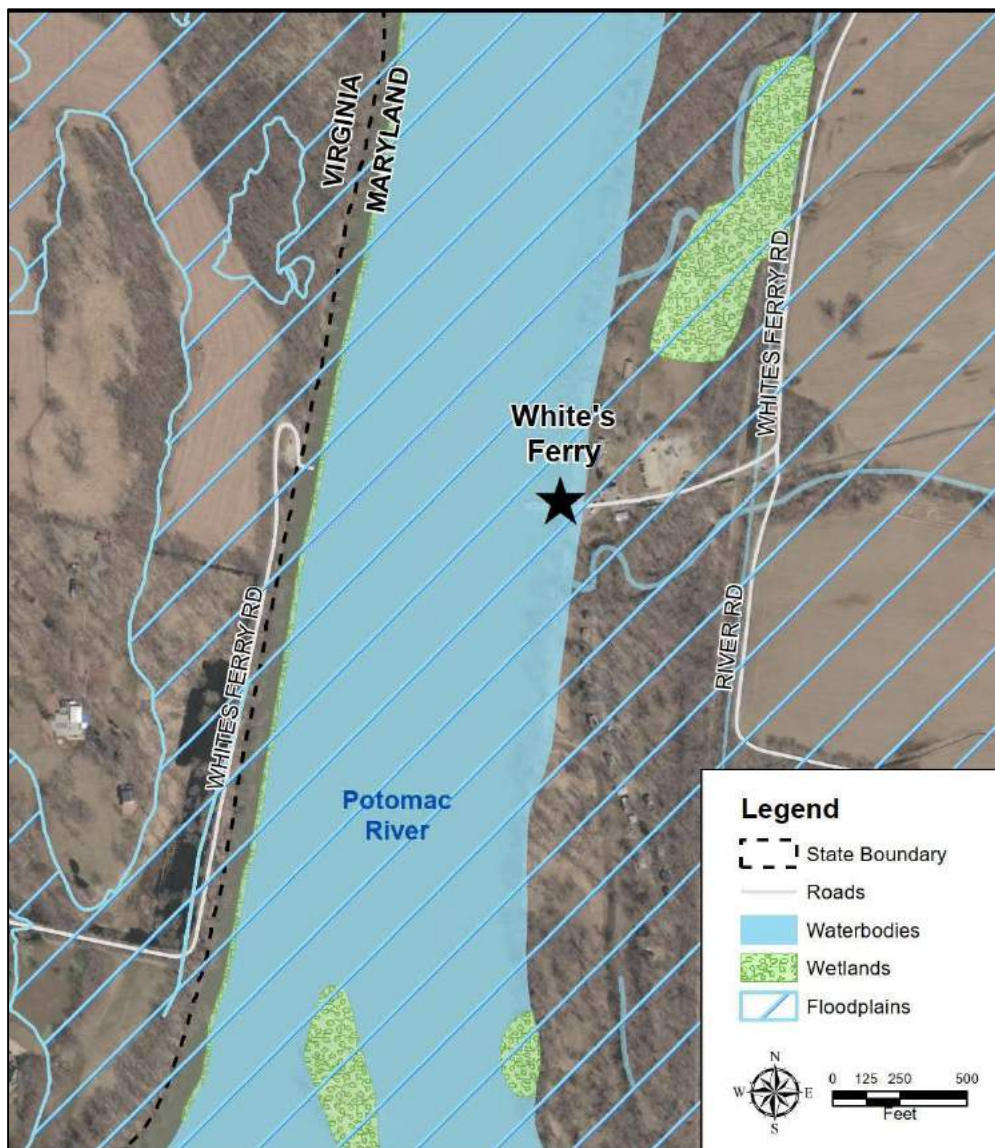 VIRGINIA
MARYLAND
WHITES FERRY RD
White's
Ferry
WHITES FERRY RD
RIVER RD
Potomac
River
Legend
State Boundary
Roads
Waterbodies
Wetlands
Floodplains
N
W
E
S
0 125 250 500
Feet